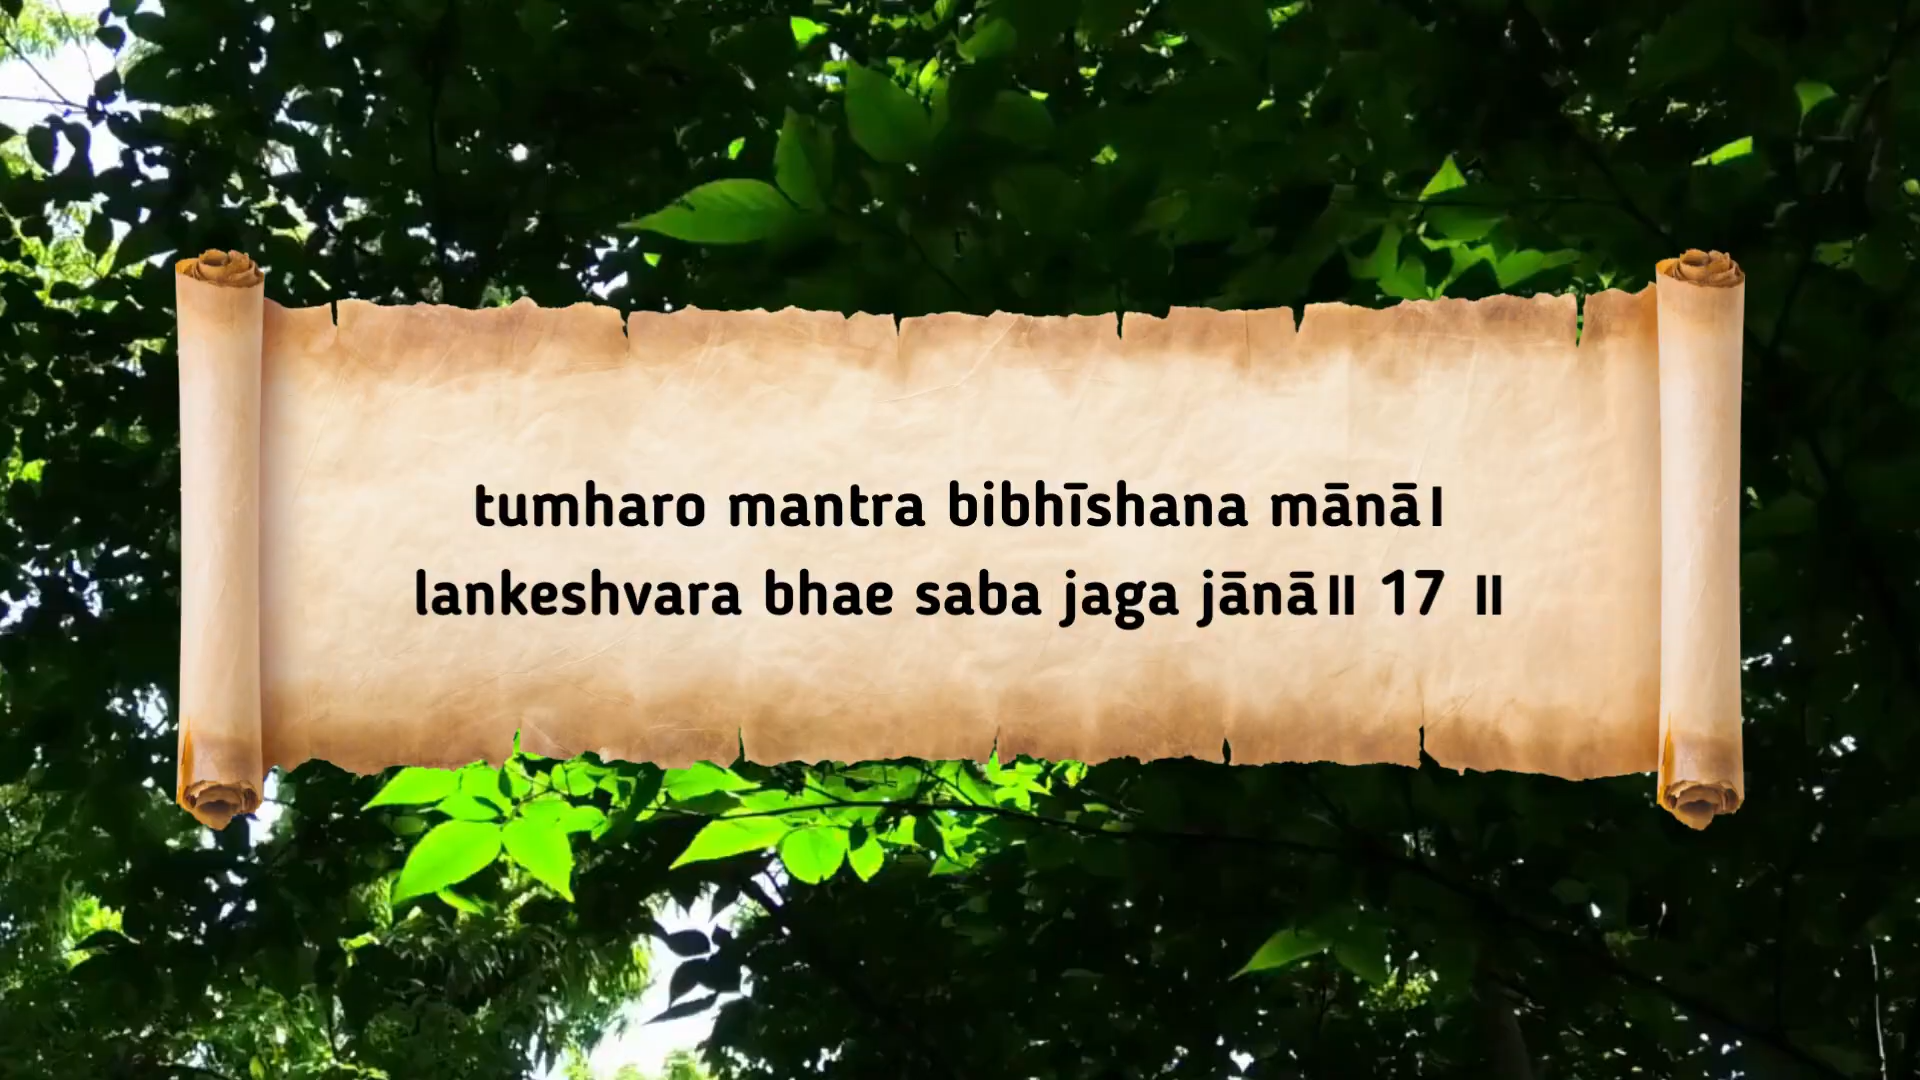 tumharo mantra bibhīshana mānā।
lankeshvara bhae saba jaga jānā॥ 17 ॥